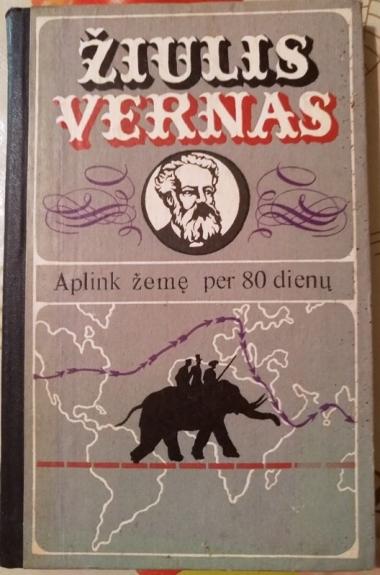 ŽIULIS
VERNAS
Aplink žemę per 80 dienų